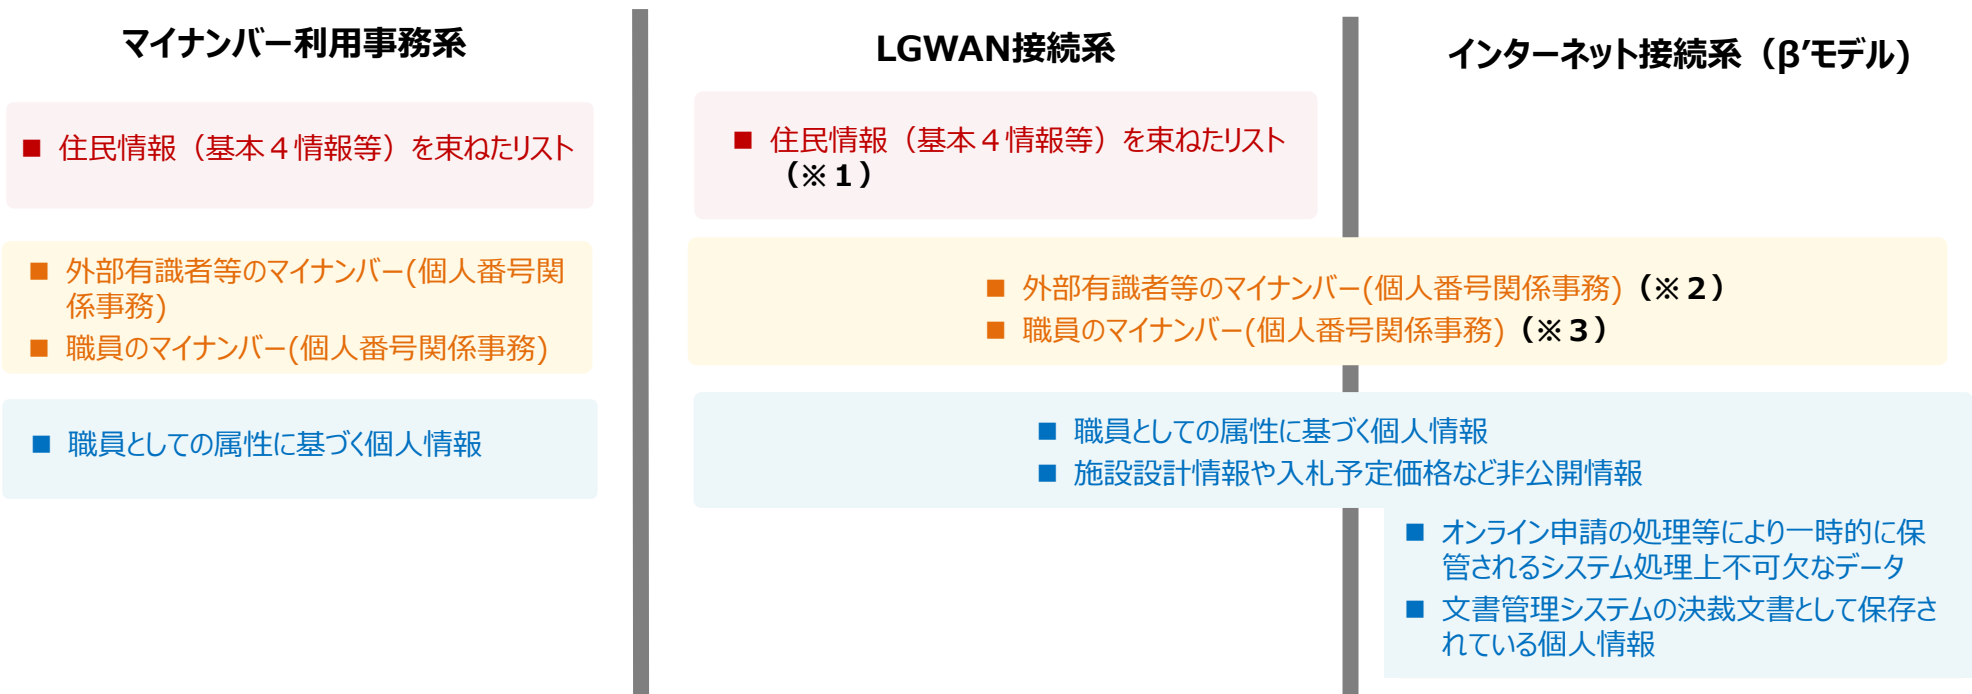 マイナンバー利用事務系
■ 住民情報（基本４情報等）を束ねたリスト
■ 外部有識者等のマイナンバー(個人番号関
係事務)
■ 職員のマイナンバー(個人番号関係事務)
■ 職員としての属性に基づく個人情報
LGWAN接続系
インターネット接続系（β’モデル)
■ 住民情報（基本４情報等）を束ねたリスト
（※１）
■ 外部有識者等のマイナンバー(個人番号関係事務)（※２）
■ 職員のマイナンバー(個人番号関係事務)（※３）
■ 職員としての属性に基づく個人情報
■ 施設設計情報や入札予定価格など非公開情報
■ オンライン申請の処理等により一時的に保
管されるシステム処理上不可欠なデータ
■ 文書管理システムの決裁文書として保存さ
れている個人情報